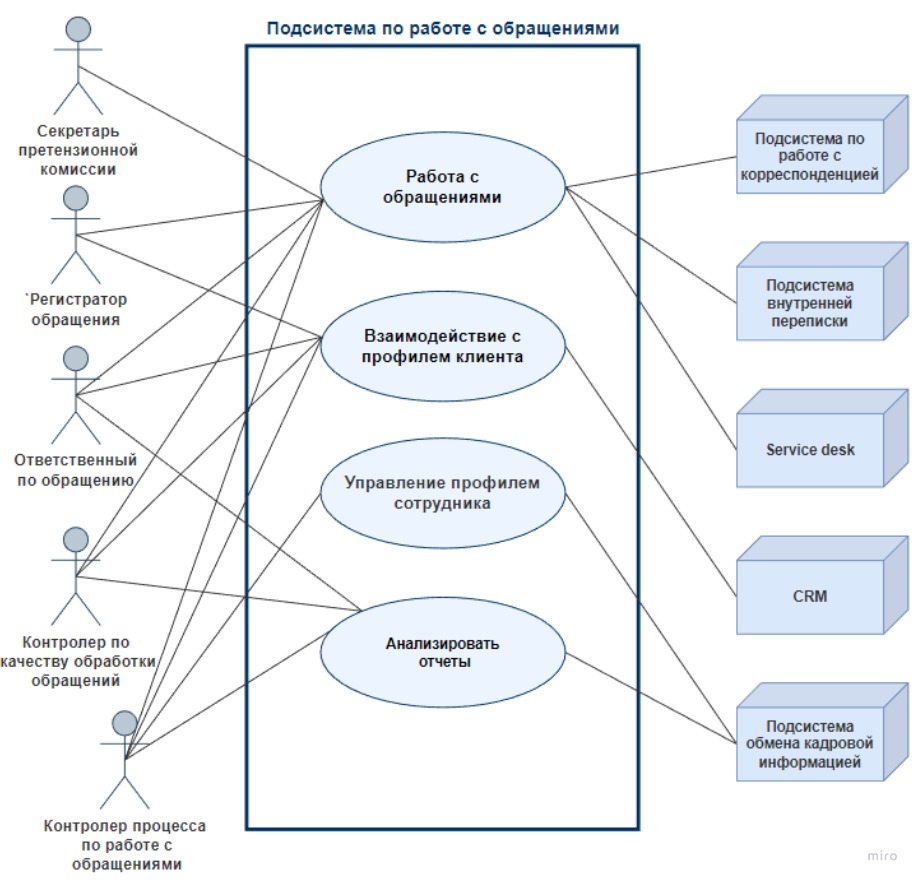 Подсистема по работе с обращениями
Секретарь
претензионной
комиссии
`Регистратор
обращения
Ответственный
по обращению
Контролер по
качеству обработки
обращений
Контролер процесса
по работе с
обращениями
Работа с
обращениями
Взаимодействие с
профилем клиента
Управление профилем
сотрудника
Анализировать
отчеты
Подсистема по
работе с
корреспонденцией
Подсистема
внутренней
переписки
Service desk
CRM
Подсистема
обмена кадровой
информацией
miro